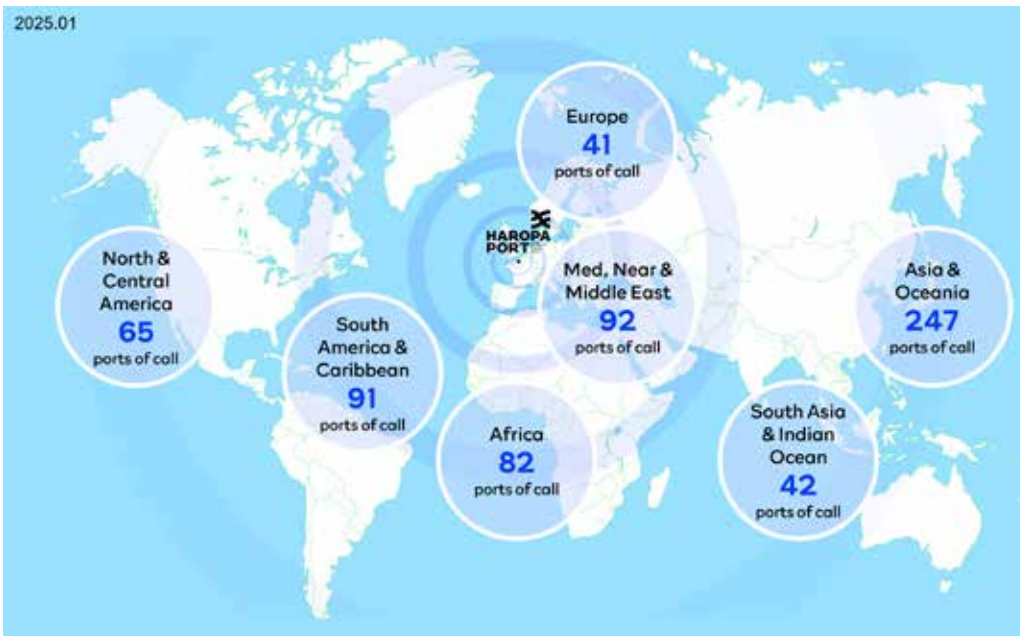 2025.01
Europe
41
ports of call
HAROPA
PORT
North &
Central
America
65
ports of call
Med, Near &
Middle East
92
ports of call
Asia &
Oceania
247
ports of call
South
America &
Caribbean
91
ports of call
Africa
82
ports of call
South Asia
& Indian
Ocean
42
ports of call